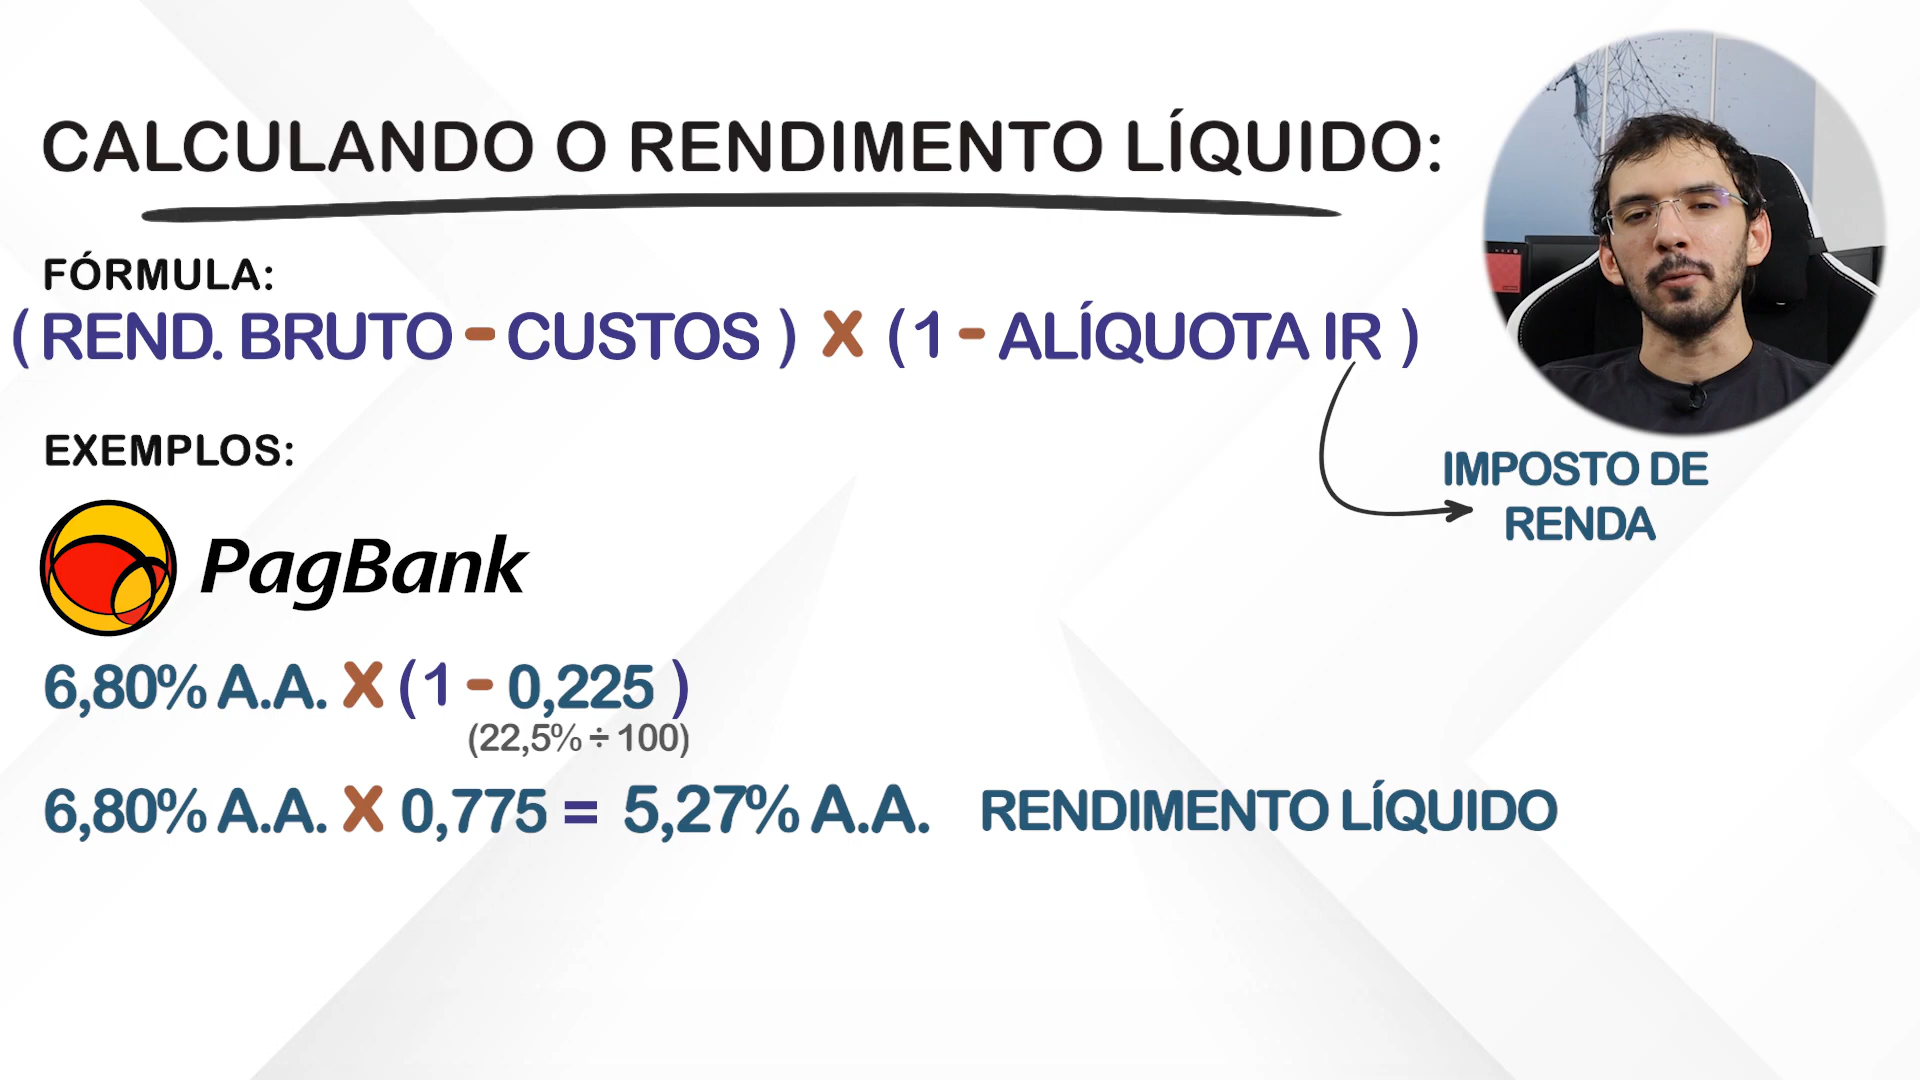 CALCULANDO O RENDIMENTO LÍQUIDO:
FÓRMULA:
( REND. BRUTO - CUSTOS ) X ( 1 - ALÍQUOTA IR )
IMPOSTO DE
RENDA
EXEMPLOS:
PagBank
6,80% A.A. X ( 1 - 0,225 )
(22,5% ÷ 100)
6,80% A.A. X 0,775 = 5,27% A.A. RENDIMENTO LÍQUIDO